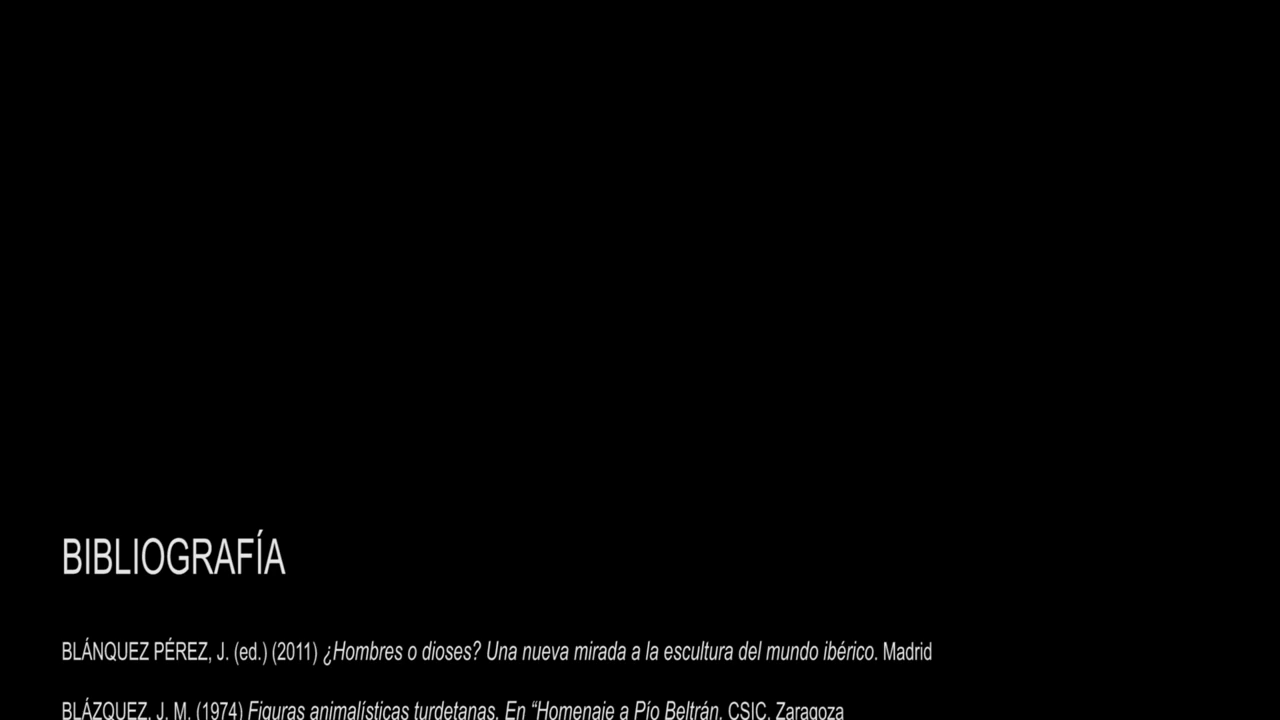 BIBLIOGRAFÍA
BLÁNQUEZ PÉREZ, J. (ed.) (2011) ¿Hombres o dioses? Una nueva mirada a la escultura del mundo ibérico. Madrid
BLÁZQUEZ, J. M. (1974) Figuras animalísticas turdetanas. En “Homenaje a Pío Beltrán. CSIC. Zaragoza